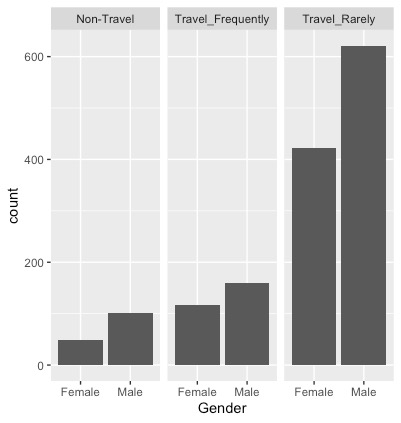 Non-Travel Travel_Frequently Travel_Rarely
600
400
200
0
count
Female Male Female Male Female Male
Gender